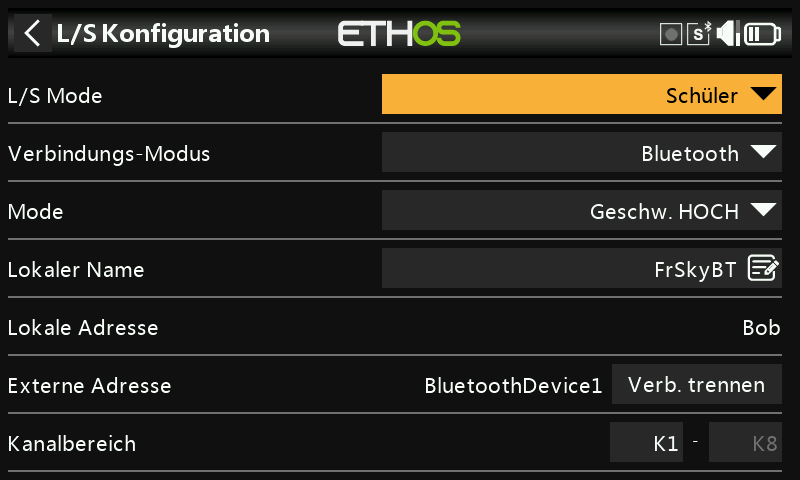 L/S Konfiguration ETHOS S
L/S Mode Schüler
Verbindungs-Modus Bluetooth
Mode Geschw. HOCH
Lokaler Name FrSkyBT
Lokale Adresse Bob
Externe Adresse BluetoothDevice1 Verb. trennen
Kanalbereich K1 - K8